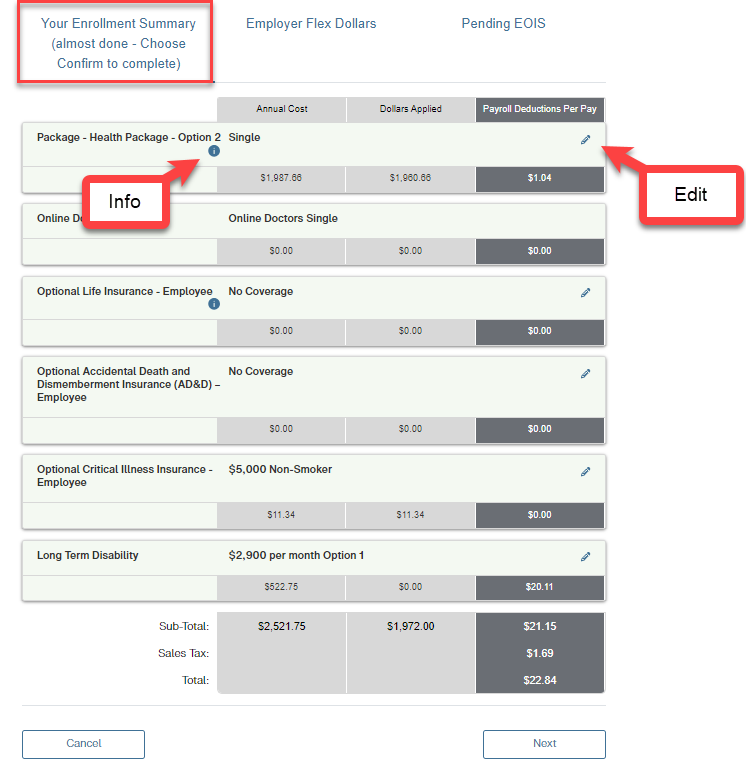 Your Enrollment Summary
(almost done - Choose
Confirm to complete)
Employer Flex Dollars
Pending EOIS
Annual Cost Dollars Applied Payroll Deductions Per Pay
Package - Health Package - Option 2 Single
$1,987.66 $1,960.66 $1.04
Info
Edit
Online Online Doctors Single
$0.00 $0.00 $0.00
Optional Life Insurance - Employee No Coverage
$0.00 $0.00 $0.00
Optional Accidental Death and No Coverage
Dismemberment Insurance (AD&D) –
Employee
$0.00 $0.00 $0.00
Optional Critical Illness Insurance - $5,000 Non-Smoker
Employee
$11.34 $11.34 $0.00
Long Term Disability $2,900 per month Option 1
$522.75 $0.00 $20.11
Sub-Total: $2,521.75 $1,972.00 $21.15
Sales Tax: $1.69
Total: $22.84
Cancel Next